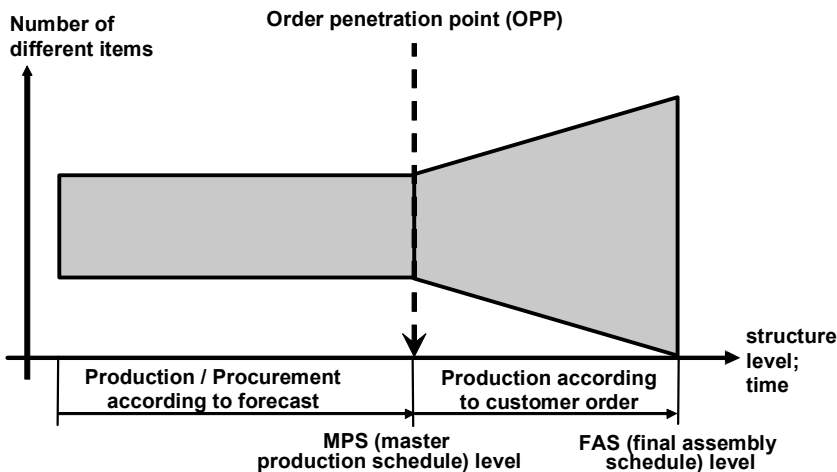 Order penetration point (OPP)
Number of
different items
structure
level;
time
Production / Procurement
according to forecast
Production according
to customer order
MPS (master
production schedule) level
FAS (final assembly
schedule) level